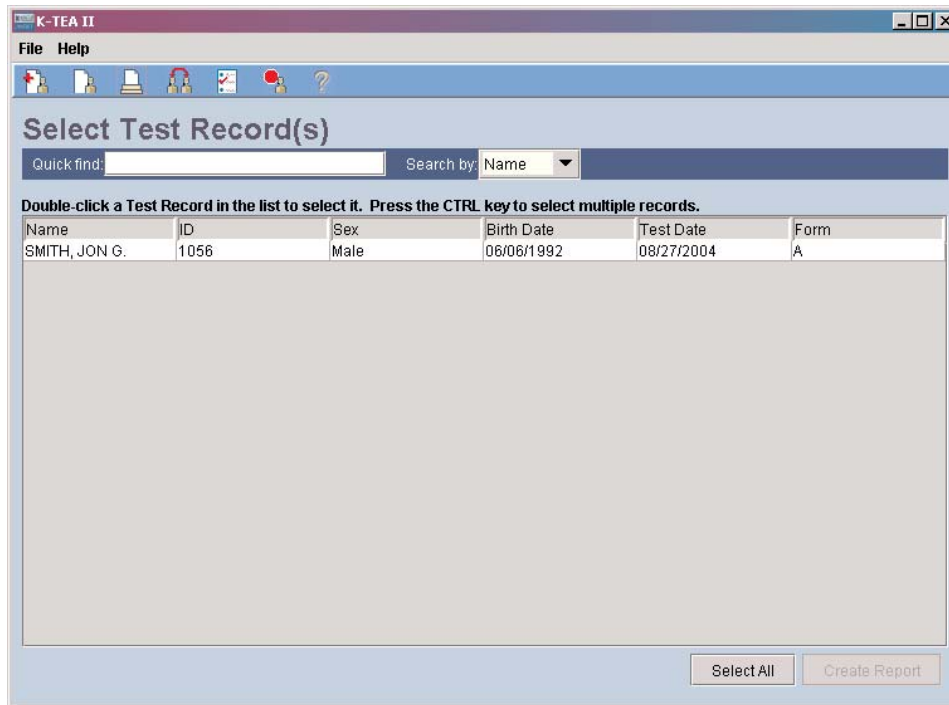 K-TEA II
File Help
?
Select Test Record(s)
Quick find: Search by: Name
Double-click a Test Record in the list to select it. Press the CTRL key to select multiple records.
Name ID Sex Birth Date Test Date Form
SMITH, JON G. 1056 Male 06/06/1992 08/27/2004 A
Select All Create Report